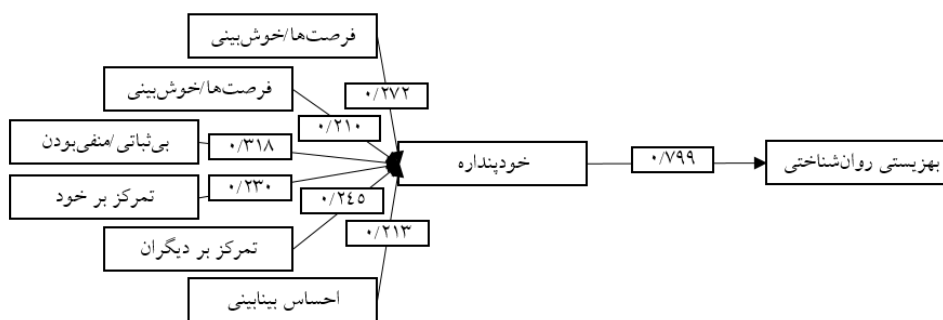 فرصت‌ها/خوش‌بینی
۰/۲۷۲
فرصت‌ها/خوش‌بینی
۰/۲۱۰
بی‌ثباتی/منفی‌بودن
۰/۳۱۸
خودپنداره
۰/۷۹۹
بهزیستی روان‌شناختی
تمرکز بر خود
۰/۲۳۰
۰/۲٤٥
تمرکز بر دیگران
۰/۲۱۳
احساس بینابینی